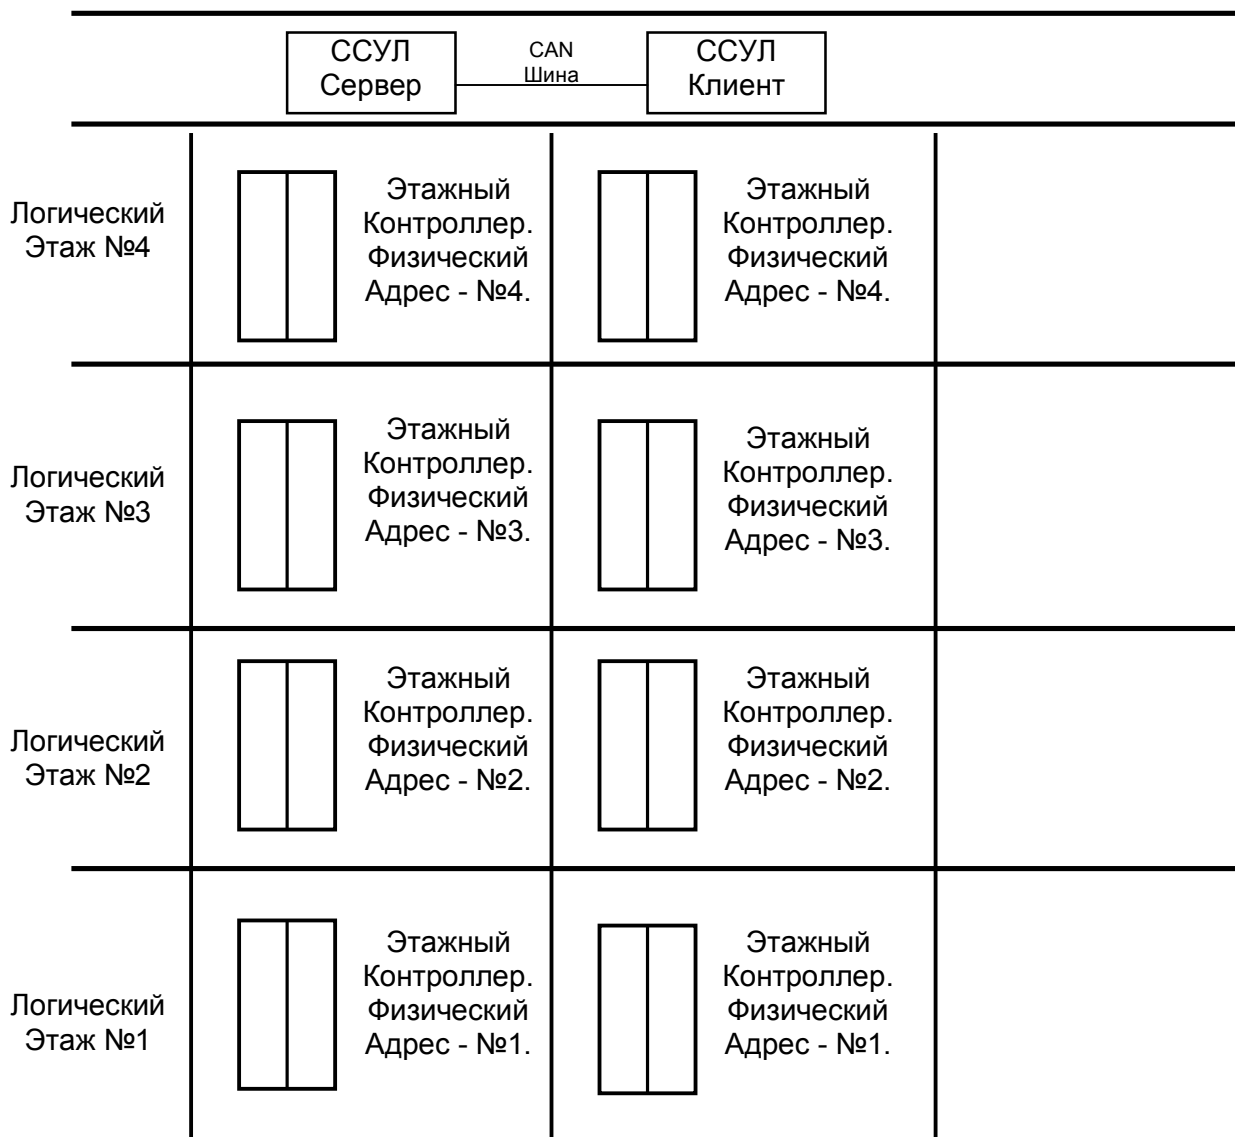 ССУЛ
Сервер
CAN
Шина
ССУЛ
Клиент
Логический
Этаж №4
Этажный
Контроллер.
Физический
Адрес - №4.
Этажный
Контроллер.
Физический
Адрес - №4.
Логический
Этаж №3
Этажный
Контроллер.
Физический
Адрес - №3.
Этажный
Контроллер.
Физический
Адрес - №3.
Логический
Этаж №2
Этажный
Контроллер.
Физический
Адрес - №2.
Этажный
Контроллер.
Физический
Адрес - №2.
Логический
Этаж №1
Этажный
Контроллер.
Физический
Адрес - №1.
Этажный
Контроллер.
Физический
Адрес - №1.